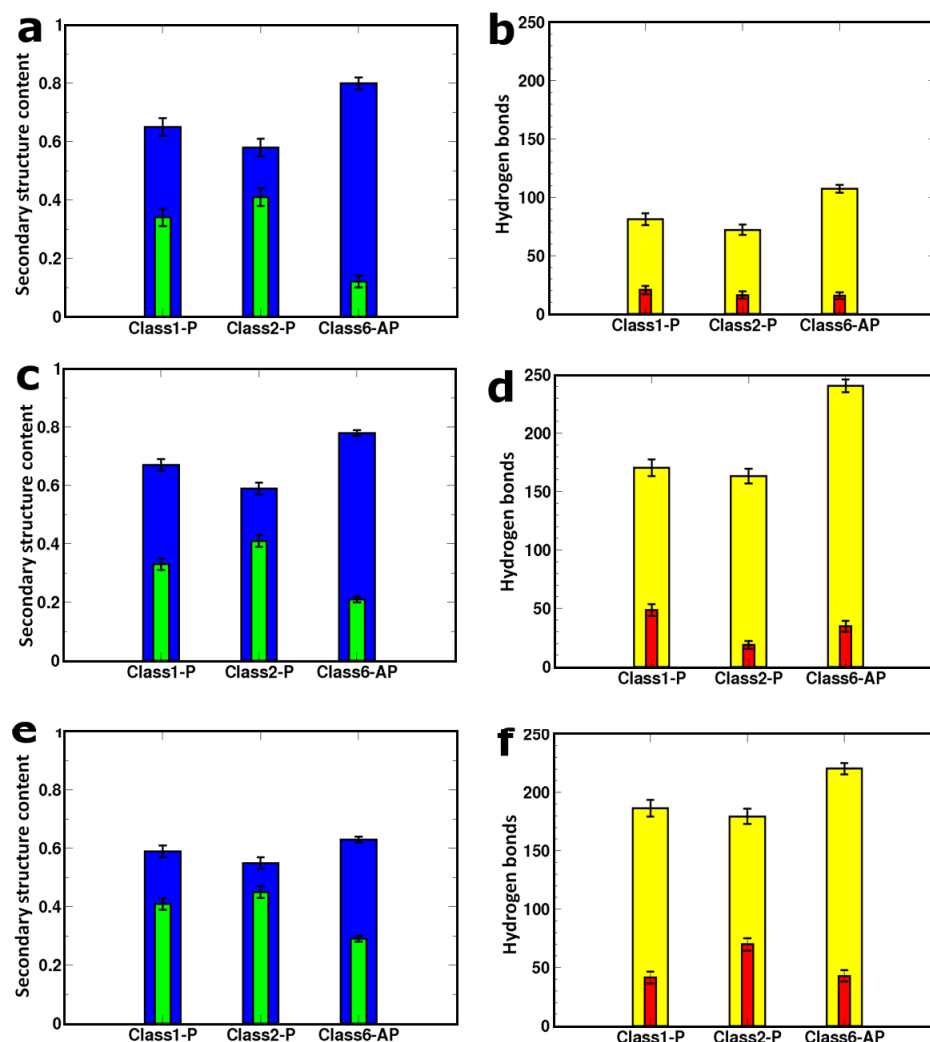 a
Secondary structure content
1
0.8
0.6
0.4
0.2
0
Class1-P Class2-P Class6-AP
b
Hydrogen bonds
250
200
150
100
50
0
Class1-P Class2-P Class6-AP
c
Secondary structure content
1
0.8
0.6
0.4
0.2
0
Class1-P Class2-P Class6-AP
d
Hydrogen bonds
250
200
150
100
50
0
Class1-P Class2-P Class6-AP
e
Secondary structure content
1
0.8
0.6
0.4
0.2
0
Class1-P Class2-P Class6-AP
f
Hydrogen bonds
250
200
150
100
50
0
Class1-P Class2-P Class6-AP